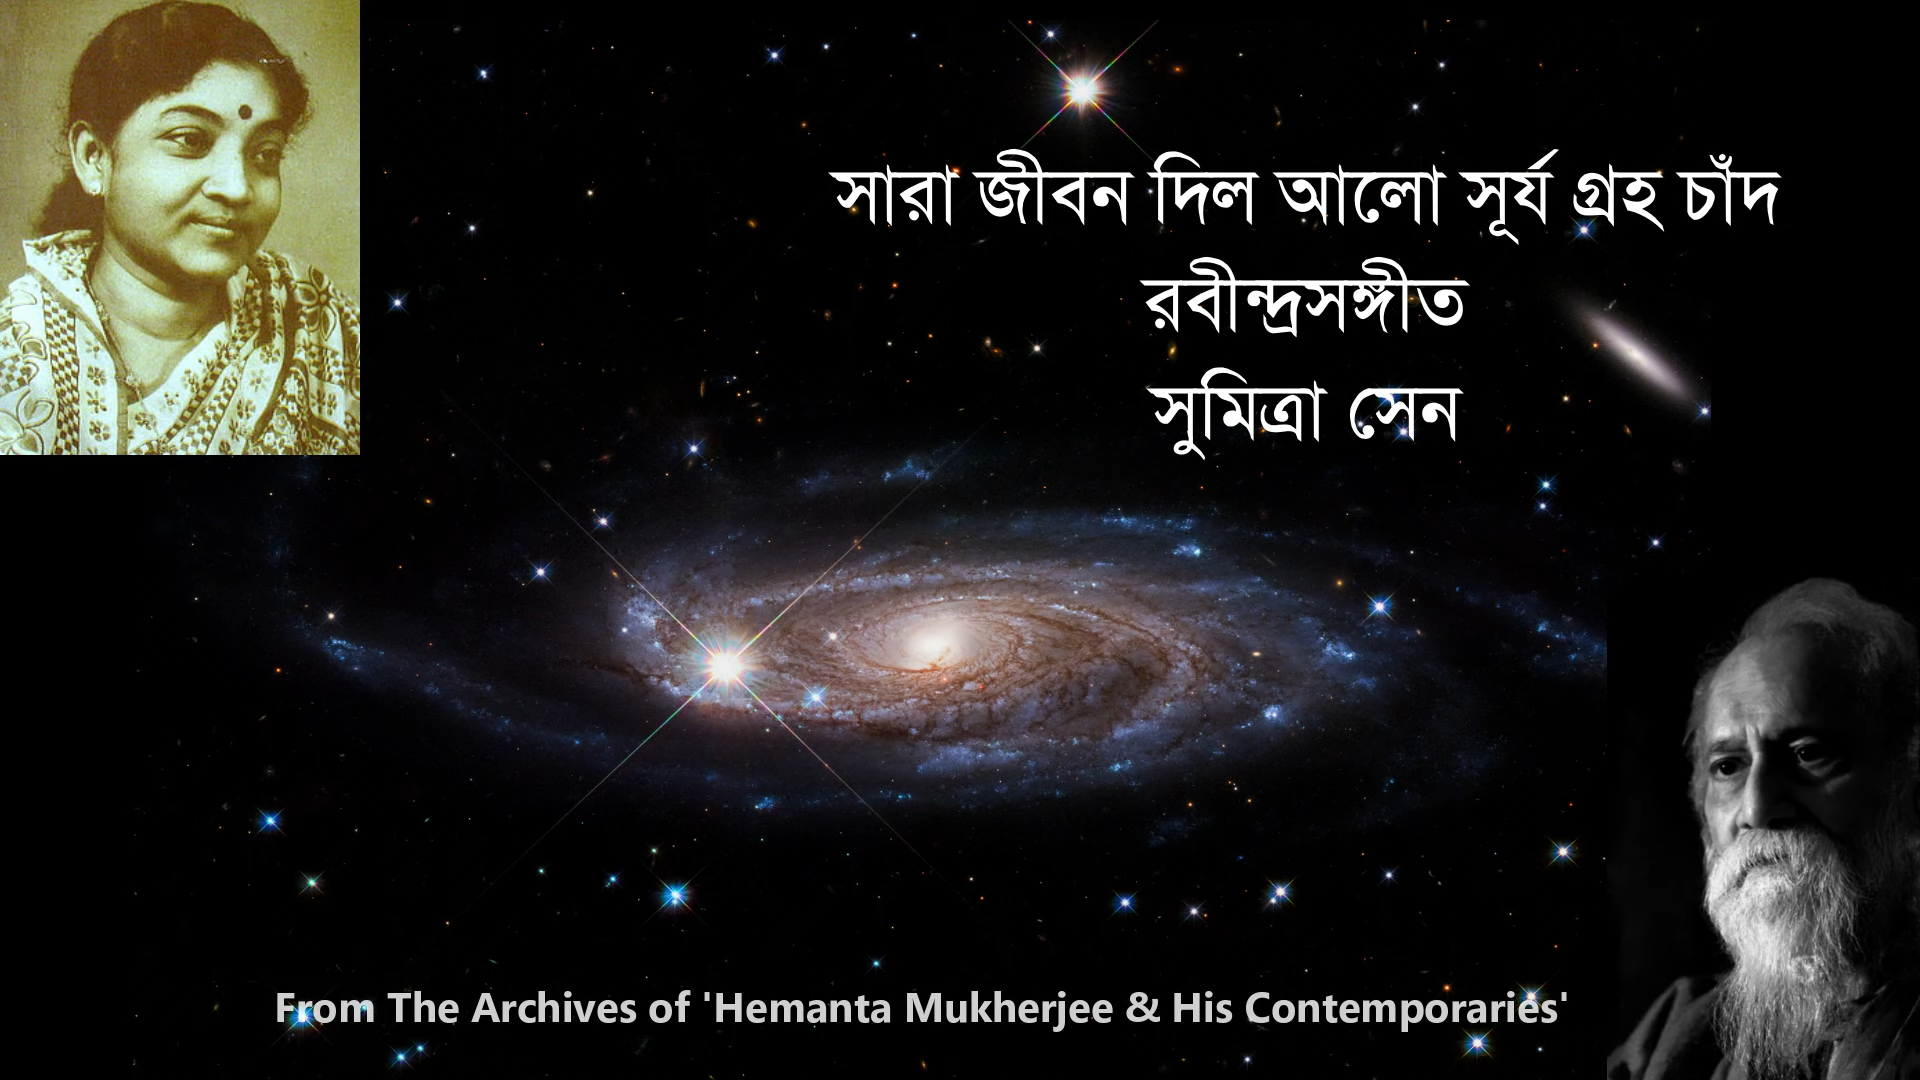 সারা জীবন দিল আলো সূর্য গ্রহ চাঁদ
রবীন্দ্রসঙ্গীত
সুমিত্রা সেন
From The Archives of 'Hemanta Mukherjee & His Contemporaries'